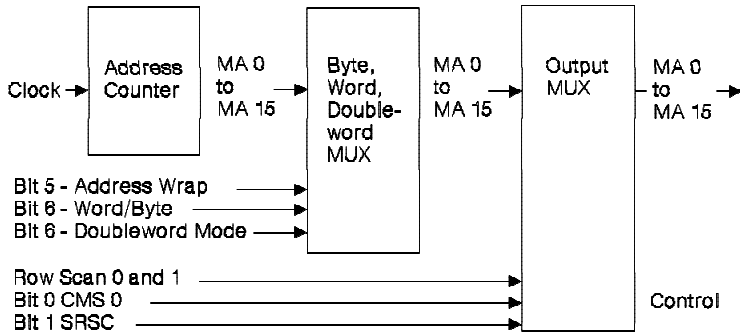 Clock
Address
Counter
MA 0
to
MA 15
Byte,
Word,
Double-
word
MUX
MA 0
to
MA 15
Output
MUX
MA 0
to
MA 15
Bit 5 - Address Wrap
Bit 6 - Word/Byte
Bit 6 - Doubleword Mode
Row Scan 0 and 1
Bit 0 CMS 0
Bit 1 SRSC
Control